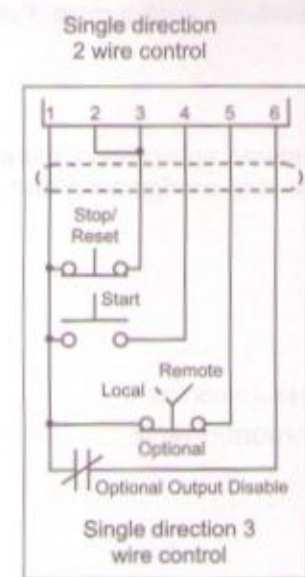 Single direction
2 wire control
1 2 3 4 5 6
Stop/
Reset
Start
Remote
Local
Optional
Optional Output Disable
Single direction 3
wire control